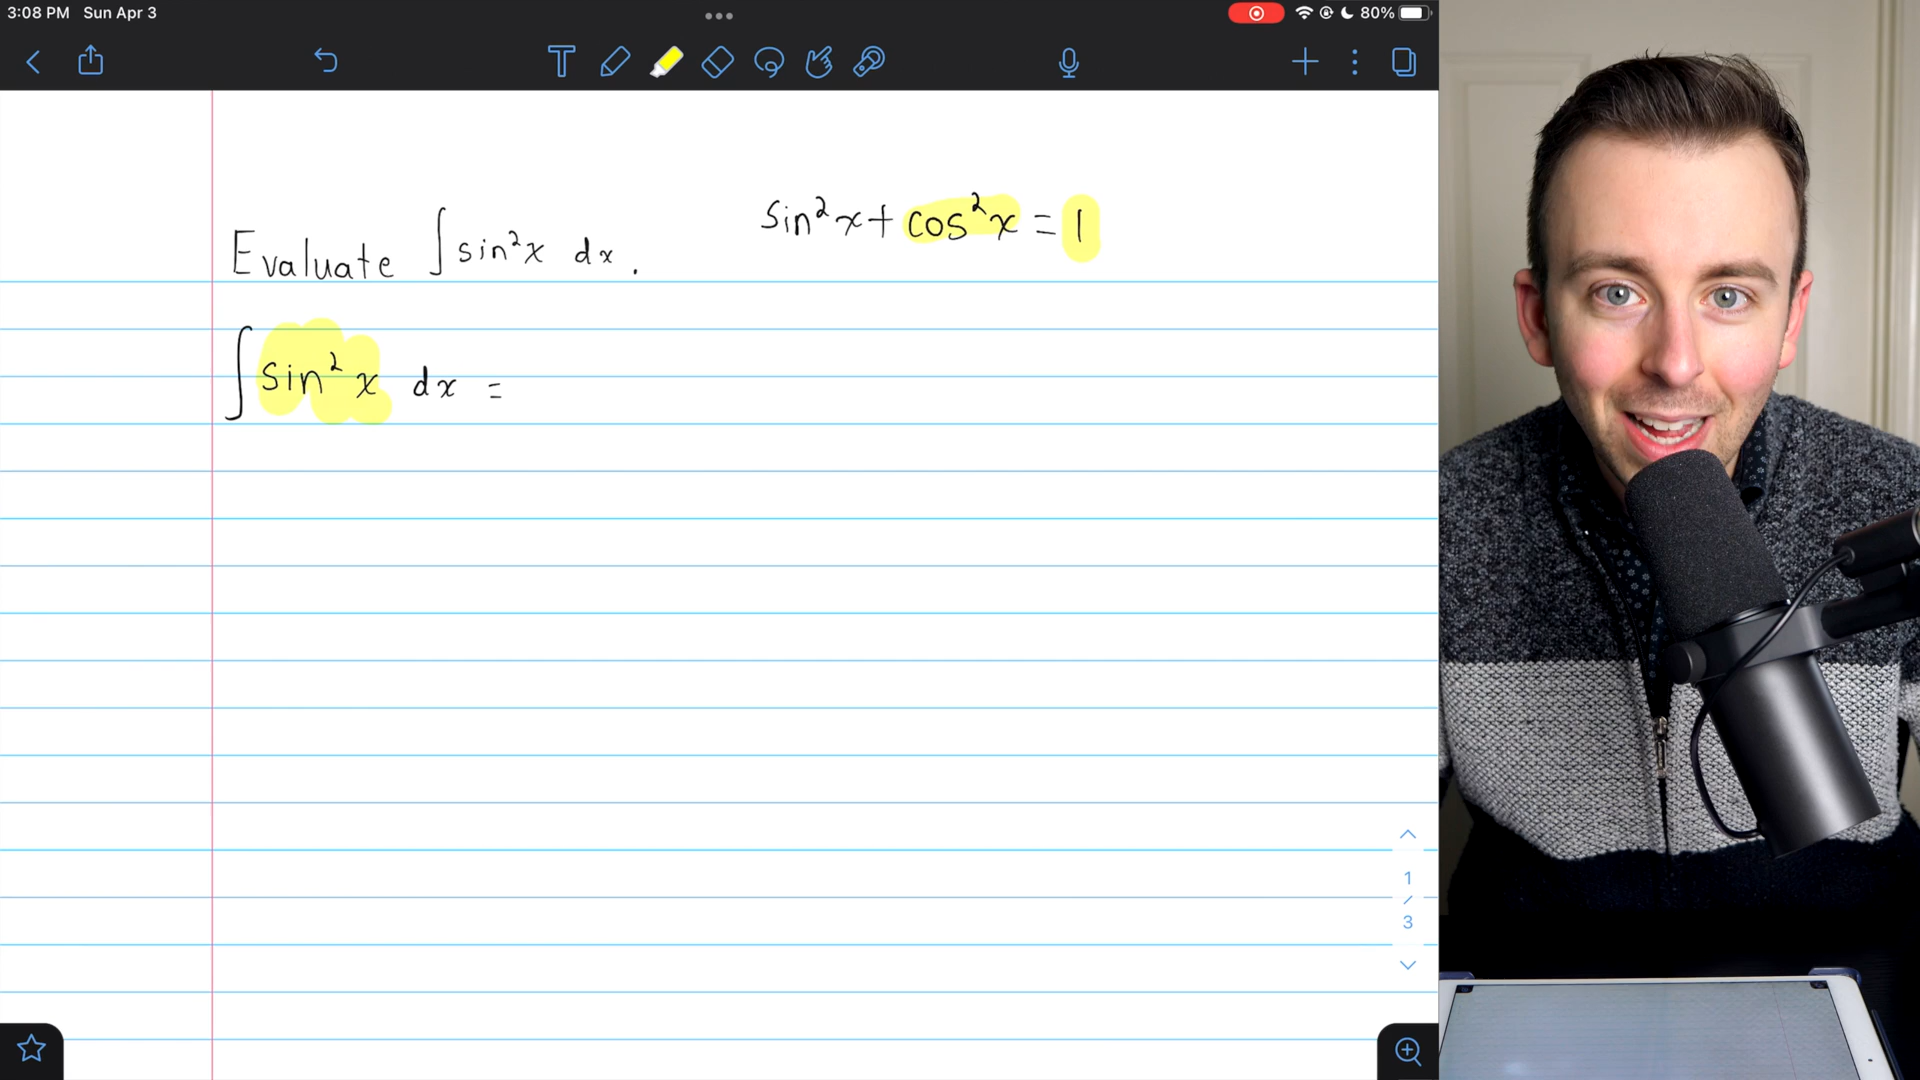 3:08 PM Sun Apr 3
80%
Evaluate ∫ sin²x dx.
sin²x + cos²x = 1
∫ sin²x dx =
1
/
3